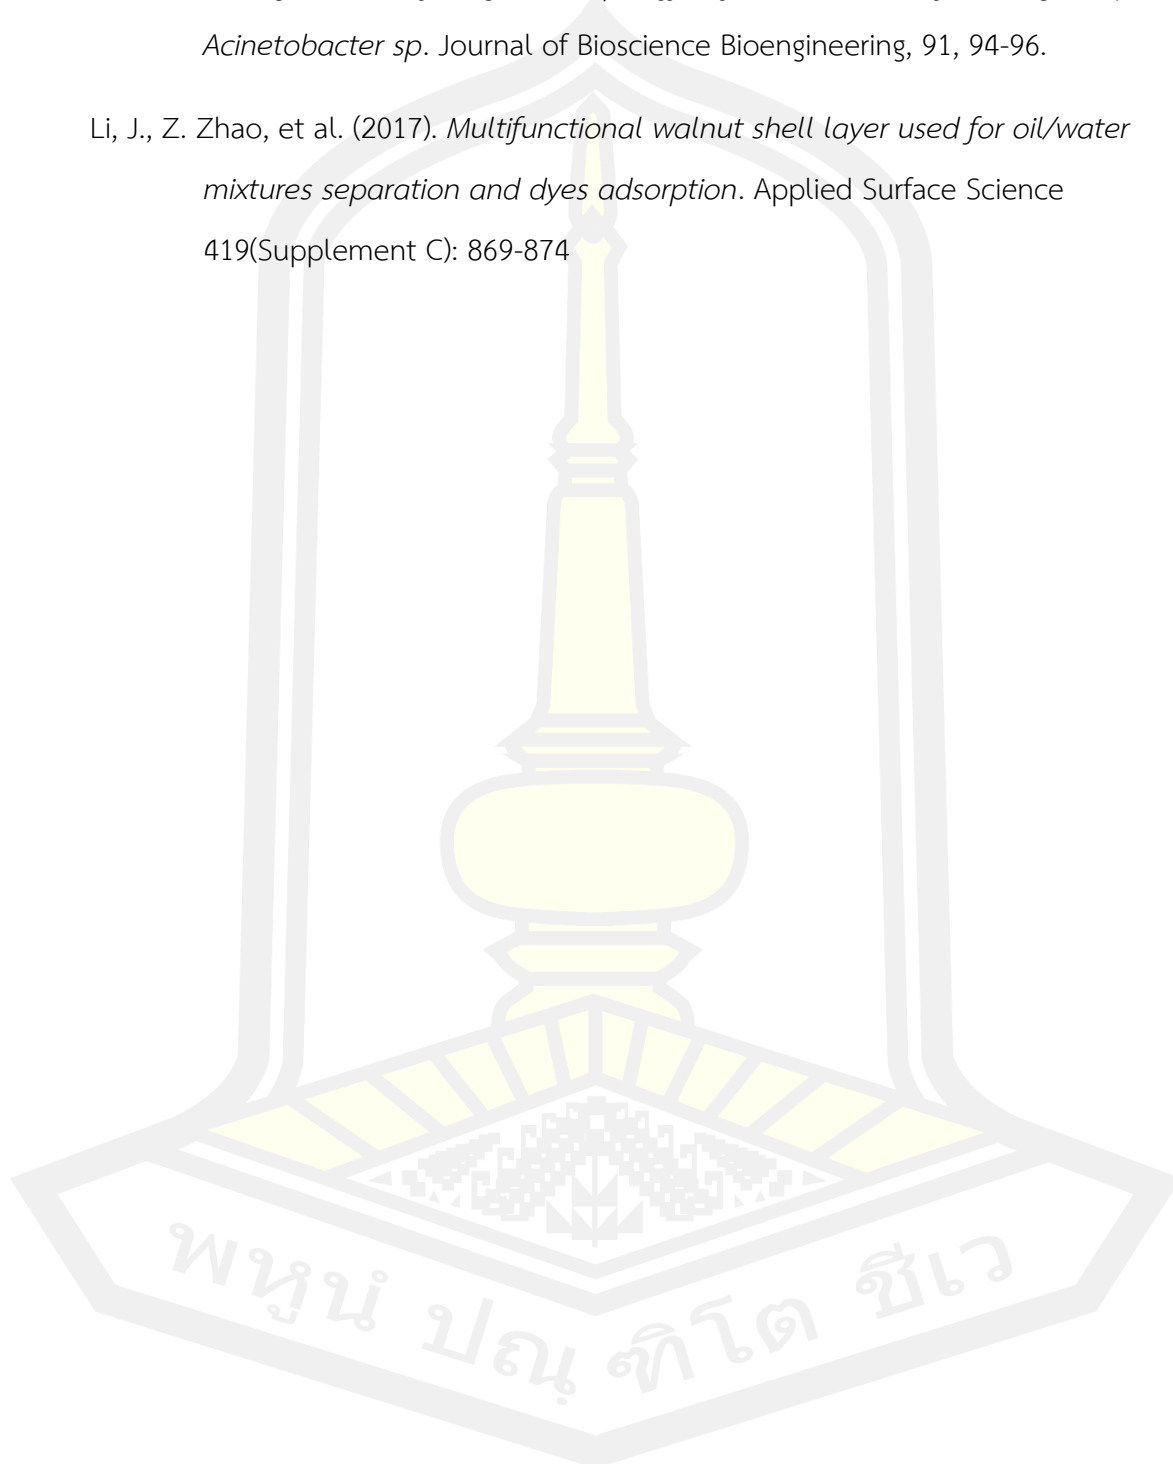 Acinetobacter sp. Journal of Bioscience Bioengineering, 91, 94-96.
Li, J., Z. Zhao, et al. (2017). Multifunctional walnut shell layer used for oil/water
mixtures separation and dyes adsorption. Applied Surface Science
419(Supplement C): 869-874
พหูนํ ปณฺฑิโต ชีเว